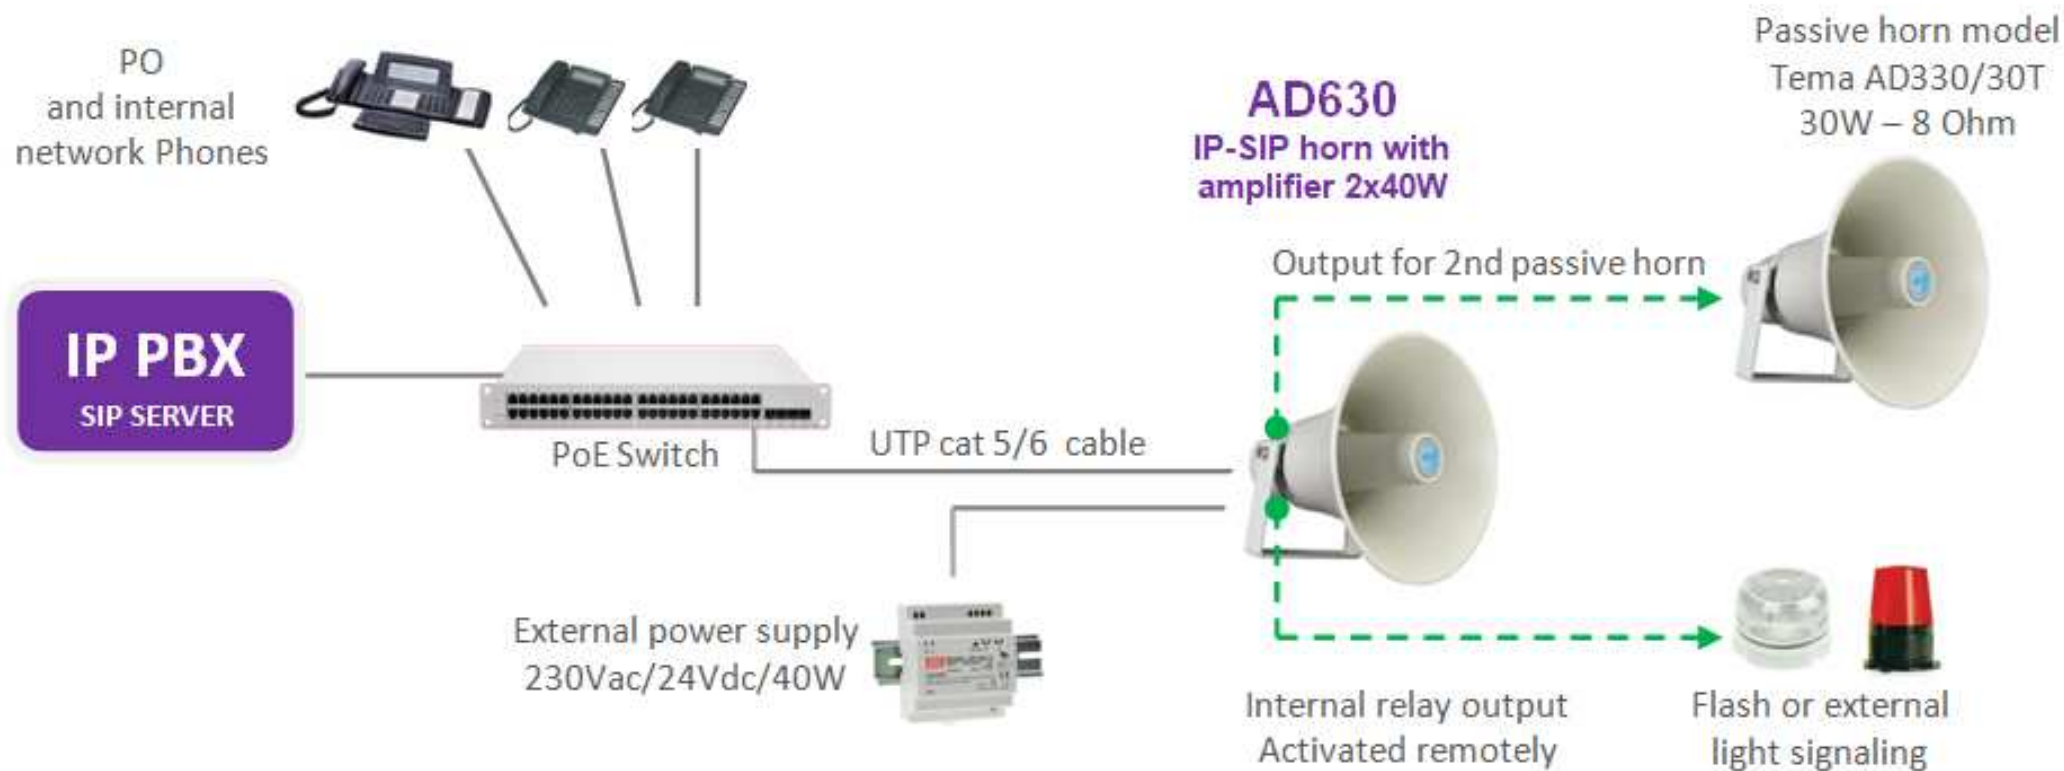 PO
and internal
network Phones
AD630
IP-SIP horn with
amplifier 2x40W
Passive horn model
Tema AD330/30T
30W – 8 Ohm
Output for 2nd passive horn
IP PBX
SIP SERVER
PoE Switch
UTP cat 5/6 cable
External power supply
230Vac/24Vdc/40W
Internal relay output
Activated remotely
Flash or external
light signaling